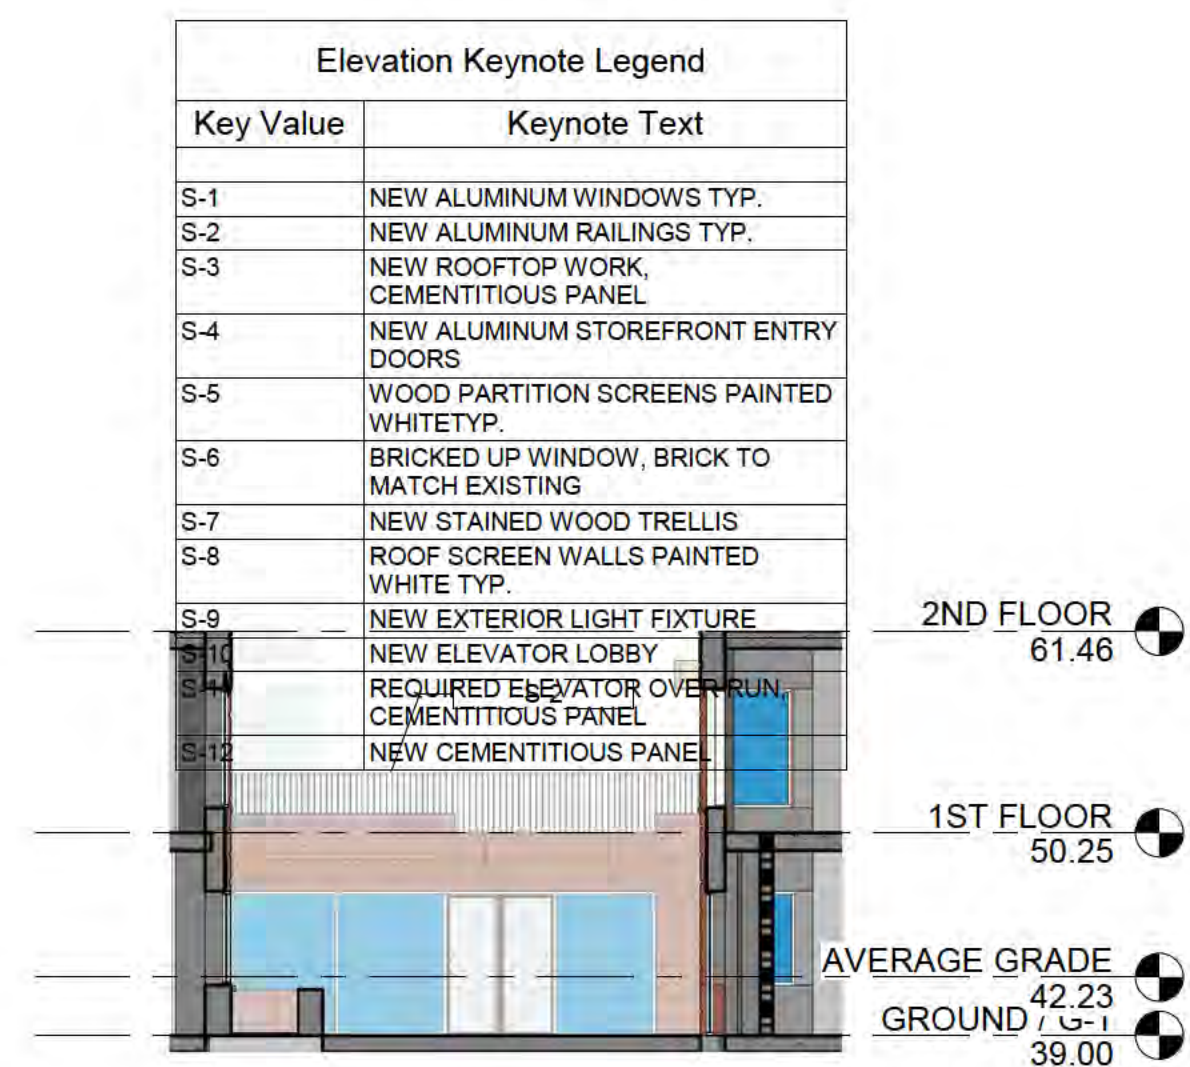 Elevation Keynote Legend
Key Value Keynote Text
S-1 NEW ALUMINUM WINDOWS TYP.
S-2 NEW ALUMINUM RAILINGS TYP.
S-3 NEW ROOFTOP WORK,
CEMENTITIOUS PANEL
S-4 NEW ALUMINUM STOREFRONT ENTRY
DOORS
S-5 WOOD PARTITION SCREENS PAINTED
WHITETYP.
S-6 BRICKED UP WINDOW, BRICK TO
MATCH EXISTING
S-7 NEW STAINED WOOD TRELLIS
S-8 ROOF SCREEN WALLS PAINTED
WHITE TYP.
S-9 NEW EXTERIOR LIGHT FIXTURE
S-10 NEW ELEVATOR LOBBY
S-11 REQUIRED ELEVATOR OVER RUN,
CEMENTITIOUS PANEL
S-12 NEW CEMENTITIOUS PANEL
S-2
2ND FLOOR
61.46
1ST FLOOR
50.25
AVERAGE GRADE
42.23
GROUND / G-1
39.00